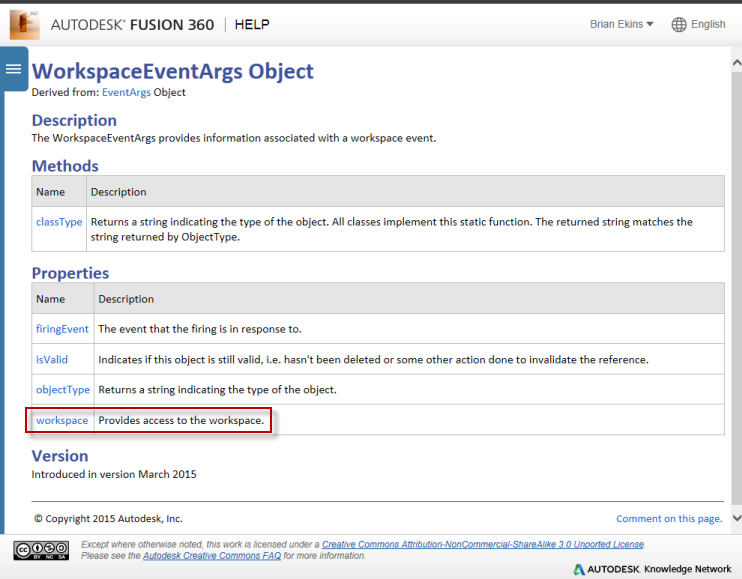 AUTODESK® FUSION 360 | HELP
Brian Ekins
English
WorkspaceEventArgs Object
Derived from: EventArgs Object
Description
The WorkspaceEventArgs provides information associated with a workspace event.
Methods
Name Description
classType Returns a string indicating the type of the object. All classes implement this static function. The returned string matches the
string returned by ObjectType.
Properties
Name Description
firingEvent The event that the firing is in response to.
isValid Indicates if this object is still valid, i.e. hasn't been deleted or some other action done to invalidate the reference.
objectType Returns a string indicating the type of the object.
workspace Provides access to the workspace.
Version
Introduced in version March 2015
© Copyright 2015 Autodesk, Inc.
Comment on this page.
cc BY NC SA
Except where otherwise noted, this work is licensed under a Creative Commons Attribution-NonCommercial-ShareAlike 3.0 Unported License.
Please see the Autodesk Creative Commons FAQ for more information.
AUTODESK. Knowledge Network